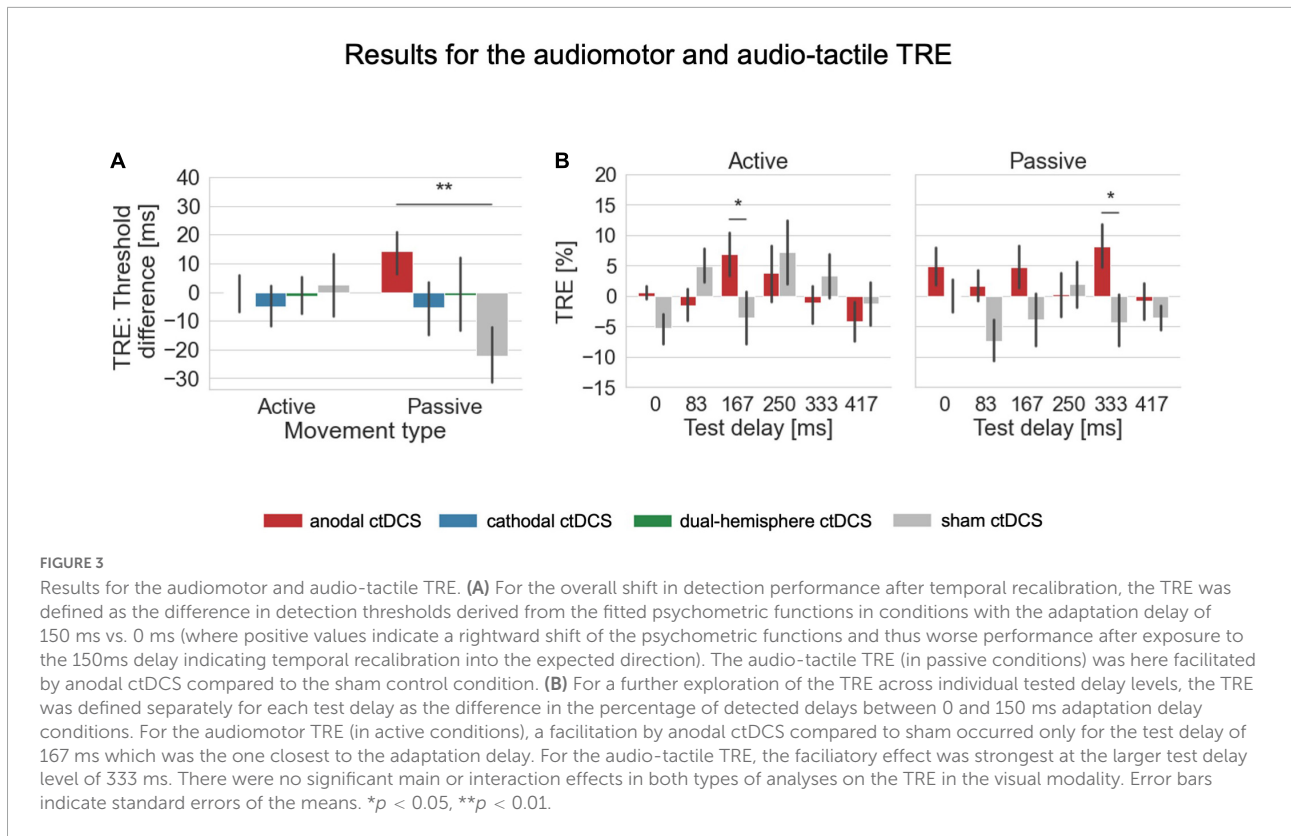 Results for the audiomotor and audio-tactile TRE
A
B
Active
Passive
TRE: Threshold
difference [ms]
40
30
20
10
0
−10
−20
−30
**
Active
Passive
Movement type
TRE [%]
20
15
10
5
0
−5
−10
−15
*
0 83 167 250 333 417
Test delay [ms]
*
0 83 167 250 333 417
Test delay [ms]
anodal ctDCS
cathodal ctDCS
dual-hemisphere ctDCS
sham ctDCS
FIGURE 3
Results for the audiomotor and audio-tactile TRE. (A) For the overall shift in detection performance after temporal recalibration, the TRE was
defined as the difference in detection thresholds derived from the fitted psychometric functions in conditions with the adaptation delay of
150 ms vs. 0 ms (where positive values indicate a rightward shift of the psychometric functions and thus worse performance after exposure to
the 150ms delay indicating temporal recalibration into the expected direction). The audio-tactile TRE (in passive conditions) was here facilitated
by anodal ctDCS compared to the sham control condition. (B) For a further exploration of the TRE across individual tested delay levels, the TRE
was defined separately for each test delay as the difference in the percentage of detected delays between 0 and 150 ms adaptation delay
conditions. For the audiomotor TRE (in active conditions), a facilitation by anodal ctDCS compared to sham occurred only for the test delay of
167 ms which was the one closest to the adaptation delay. For the audio-tactile TRE, the faciliatory effect was strongest at the larger test delay
level of 333 ms. There were no significant main or interaction effects in both types of analyses on the TRE in the visual modality. Error bars
indicate standard errors of the means. *p < 0.05, **p < 0.01.